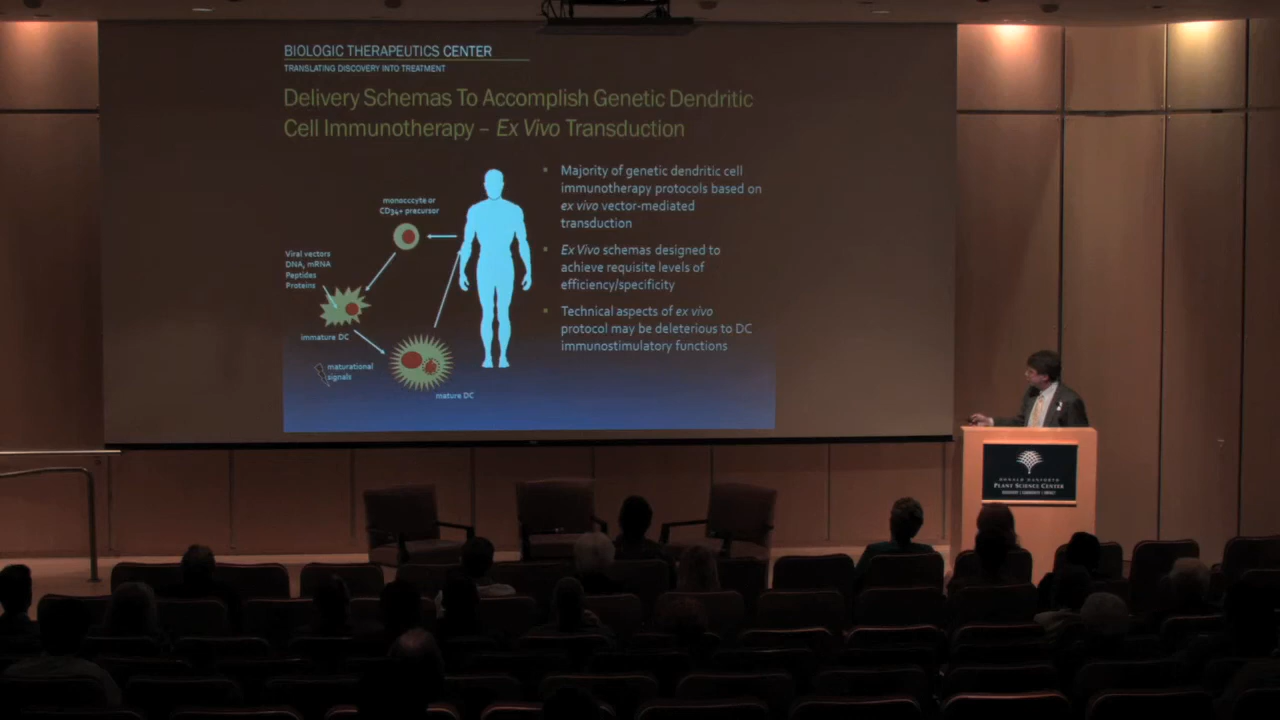 BIOLOGIC THERAPEUTICS CENTER
TRANSLATING DISCOVERY INTO TREATMENT
Delivery Schemas To Accomplish Genetic Dendritic
Cell Immunotherapy – Ex Vivo Transduction
monocccyte or
CD34+ precursor
Viral vectors
DNA, mRNA
Peptides
Proteins
immature DC
maturational
signals
mature DC
Majority of genetic dendritic cell
immunotherapy protocols based on
ex vivo vector-mediated
transduction
Ex Vivo schemas designed to
achieve requisite levels of
efficiency/specificity
Technical aspects of ex vivo
protocol may be deleterious to DC
immunostimulatory functions
DONALD DANFORTH
PLANT SCIENCE CENTER